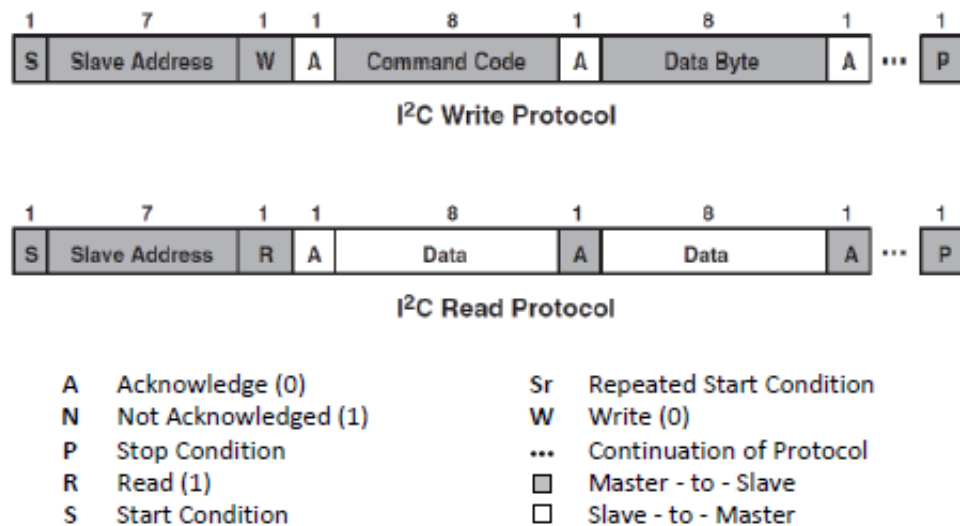 1 7 1 1 8 1 8 1 1
S Slave Address W A Command Code A Data Byte A ... P
I²C Write Protocol
1 7 1 1 8 1 8 1 1
S Slave Address R A Data A Data A ... P
I²C Read Protocol
A Acknowledge (0) Sr Repeated Start Condition
N Not Acknowledged (1) W Write (0)
P Stop Condition ... Continuation of Protocol
R Read (1) Master - to - Slave
S Start Condition Slave - to - Master